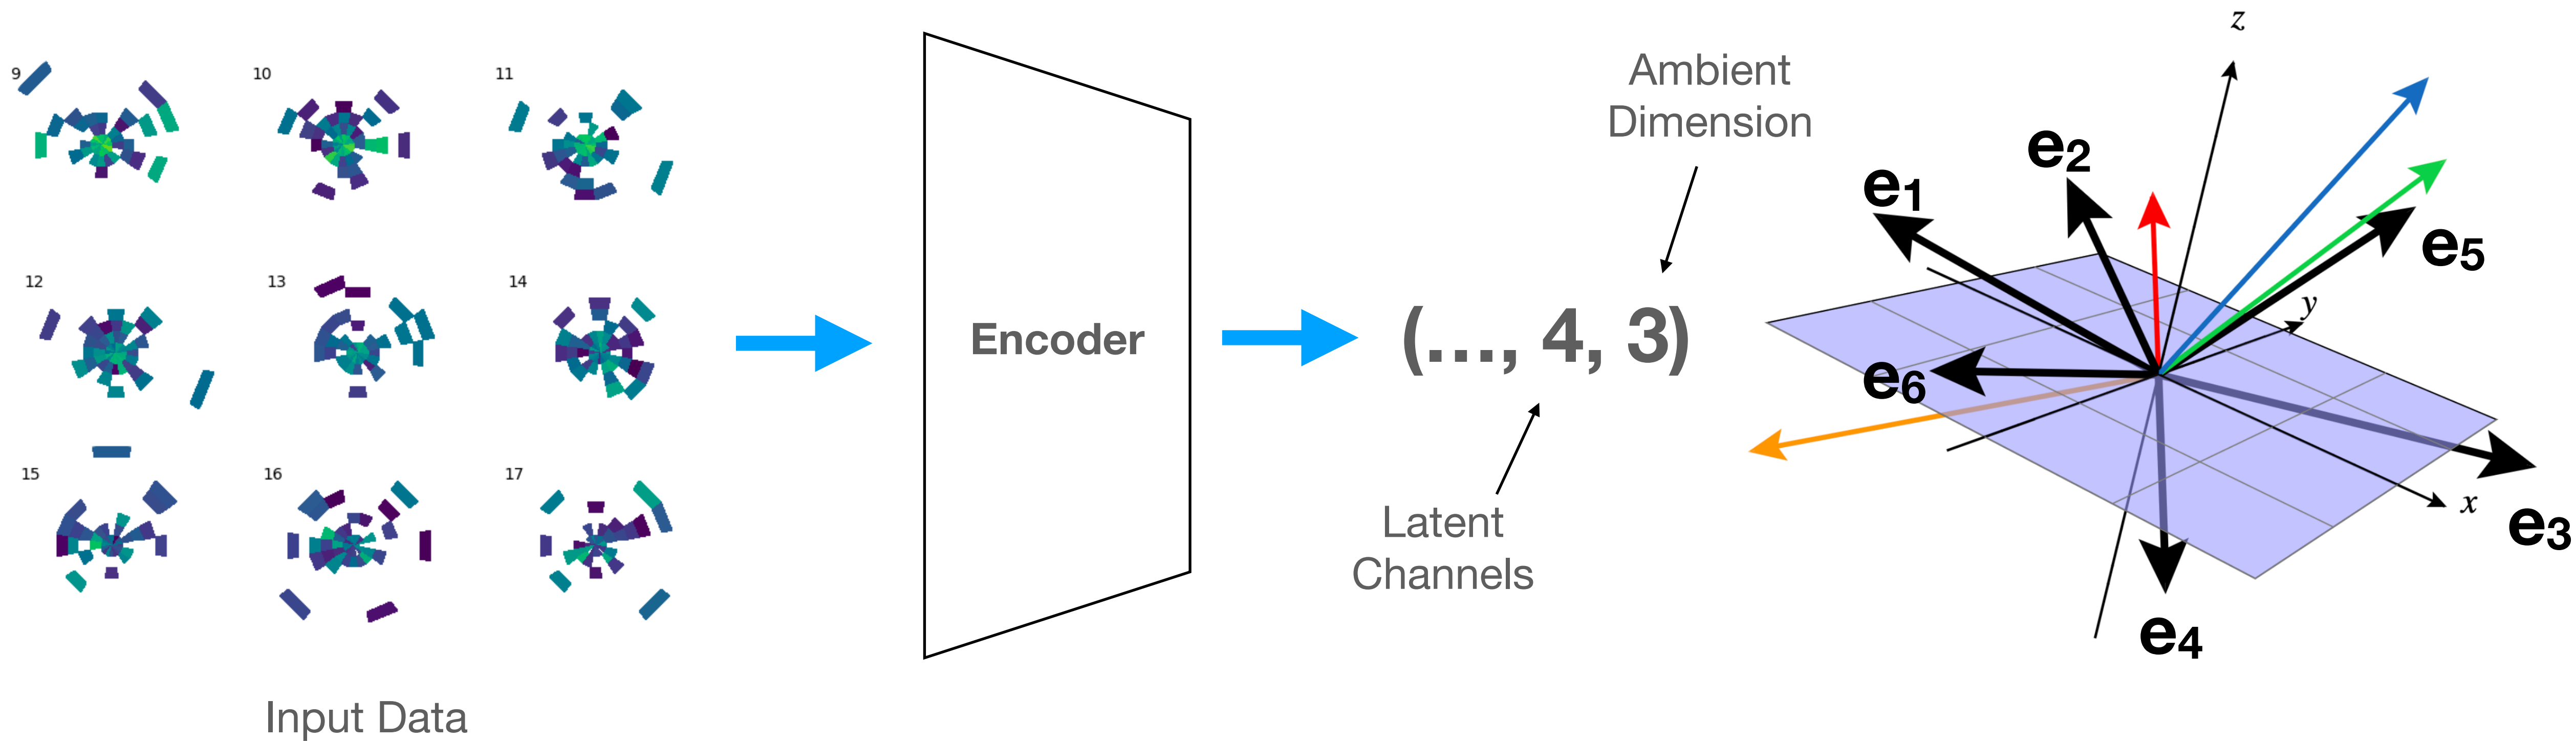 9
10
11
12
13
14
15
16
17
Input Data
Encoder
Ambient
Dimension
(..., 4, 3)
Latent
Channels
z
e₂
e₁
e₅
y
e₆
x
e₃
e₄